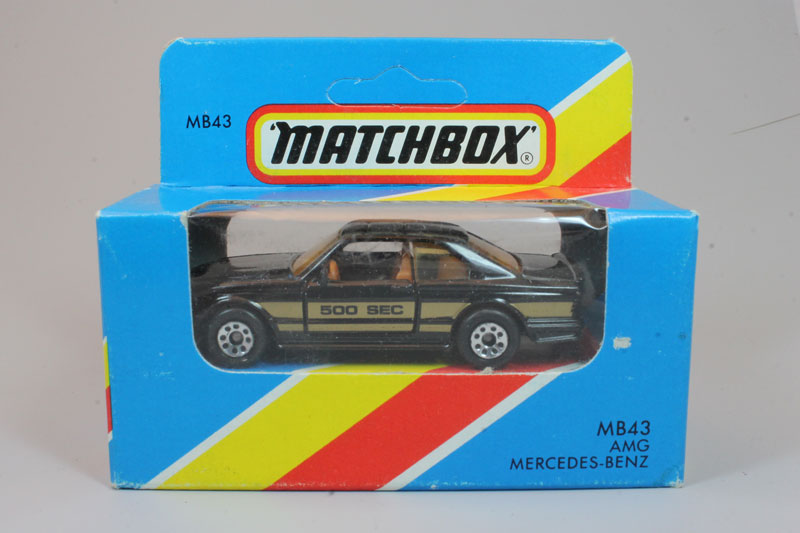 MB43
'MATCHBOX'
®
500 SEC
MB43
AMG
MERCEDES-BENZ